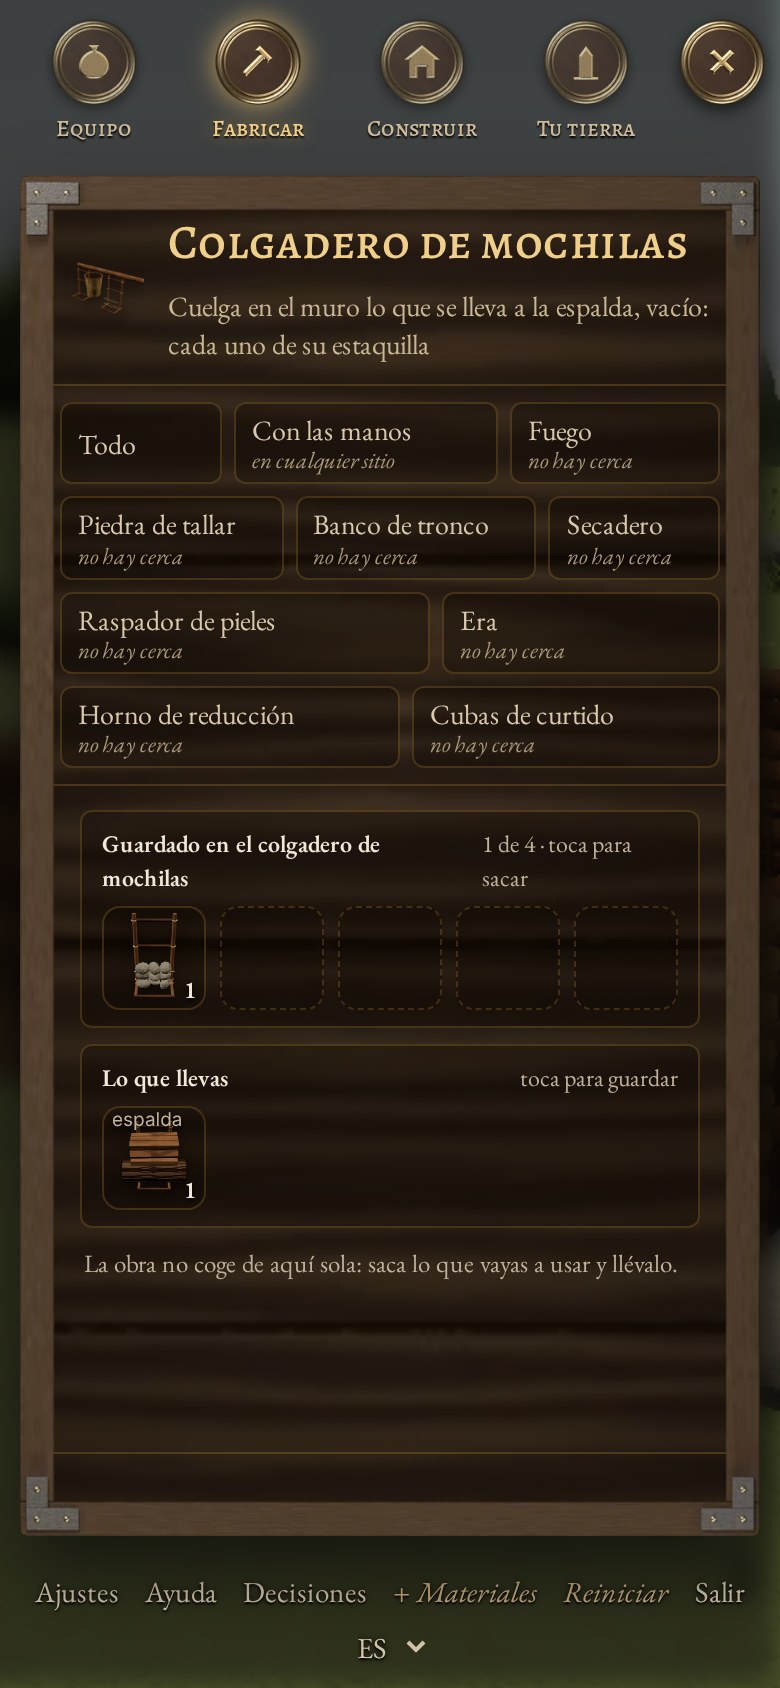 Equipo
Fabricar
Construir
Tu tierra
Colgadero de mochilas
Cuelga en el muro lo que se lleva a la espalda, vacío:
cada uno de su estaquilla
Todo
Con las manos
en cualquier sitio
Fuego
no hay cerca
Piedra de tallar
no hay cerca
Banco de tronco
no hay cerca
Secadero
no hay cerca
Raspador de pieles
no hay cerca
Era
no hay cerca
Horno de reducción
no hay cerca
Cubas de curtido
no hay cerca
Guardado en el colgadero de
mochilas
1 de 4 · toca para
sacar
1
Lo que llevas
toca para guardar
espalda
1
La obra no coge de aquí sola: saca lo que vayas a usar y llévalo.
Ajustes
Ayuda
Decisiones
+ Materiales
Reiniciar
Salir
ES